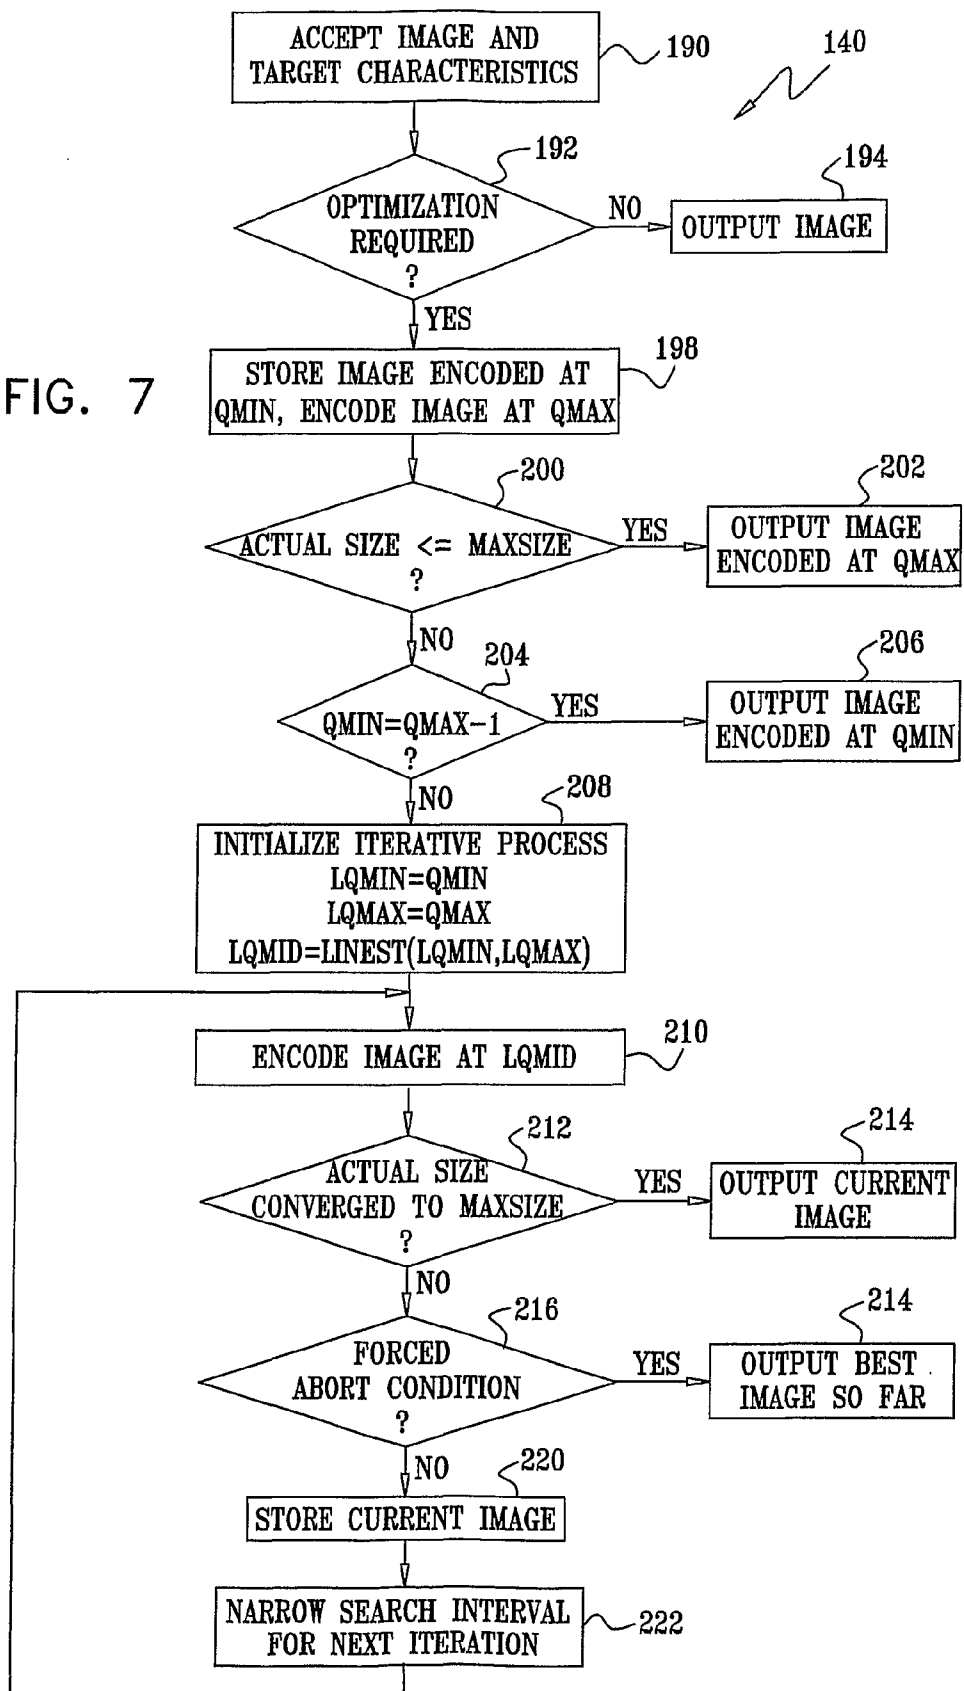 ACCEPT IMAGE AND
TARGET CHARACTERISTICS
190
140
192
OPTIMIZATION
REQUIRED
?
NO
194
OUTPUT IMAGE
YES
FIG. 7
198
STORE IMAGE ENCODED AT
QMIN, ENCODE IMAGE AT QMAX
200
ACTUAL SIZE <= MAXSIZE
?
YES
202
OUTPUT IMAGE
ENCODED AT QMAX
NO
204
QMIN=QMAX-1
?
YES
206
OUTPUT IMAGE
ENCODED AT QMIN
NO
208
INITIALIZE ITERATIVE PROCESS
LQMIN=QMIN
LQMAX=QMAX
LQMID=LINEST(LQMIN,LQMAX)
210
ENCODE IMAGE AT LQMID
212
ACTUAL SIZE
CONVERGED TO MAXSIZE
?
YES
214
OUTPUT CURRENT
IMAGE
NO
216
FORCED
ABORT CONDITION
?
YES
214
OUTPUT BEST
IMAGE SO FAR
NO
220
STORE CURRENT IMAGE
NARROW SEARCH INTERVAL
FOR NEXT ITERATION
222